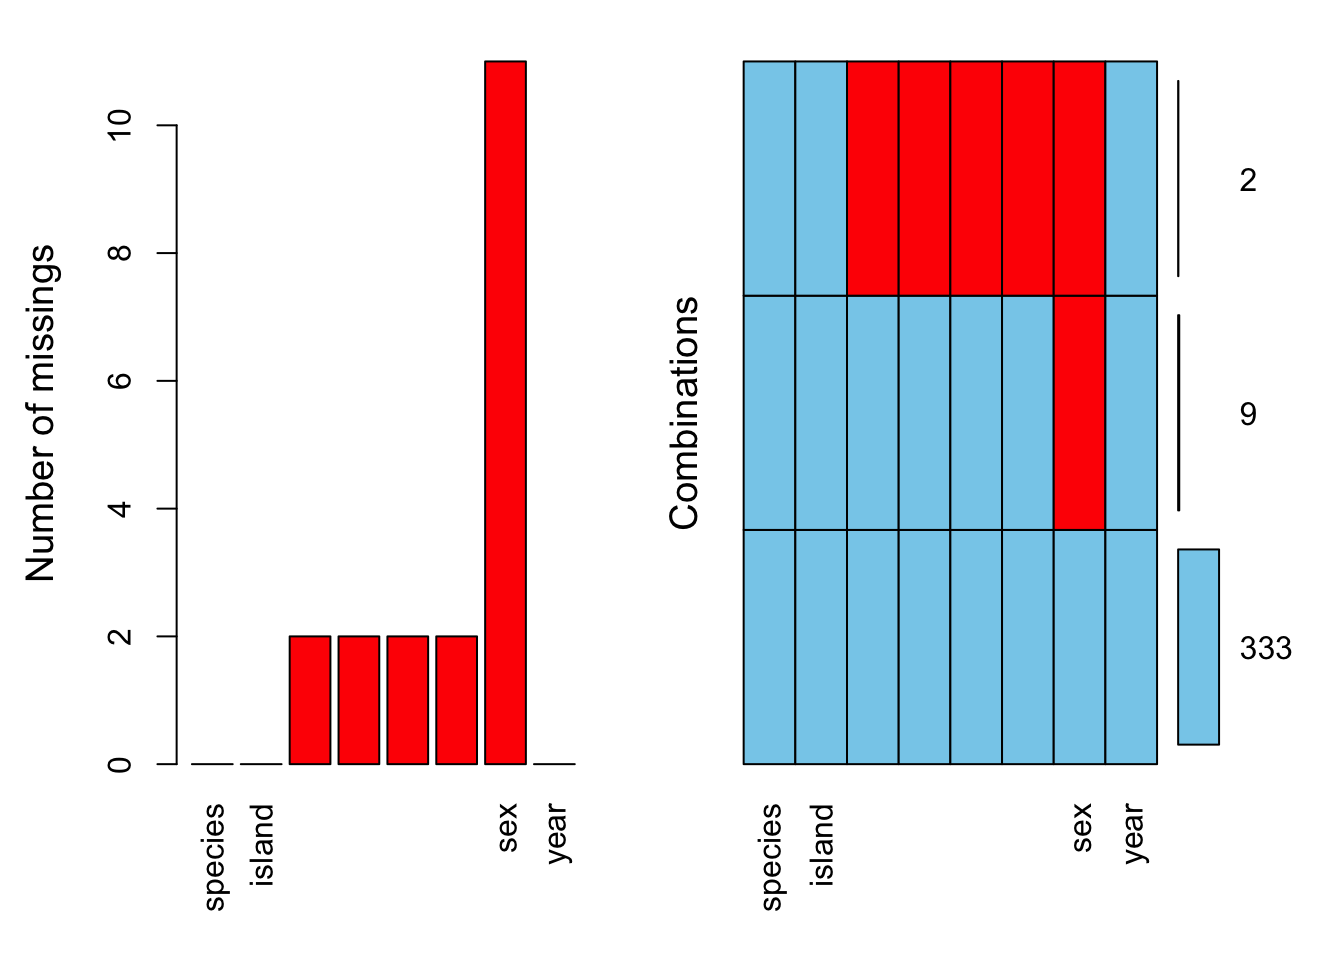 Number of missings
10
8
6
4
2
0
species
island
sex
year
Combinations
2
9
333
species
island
sex
year